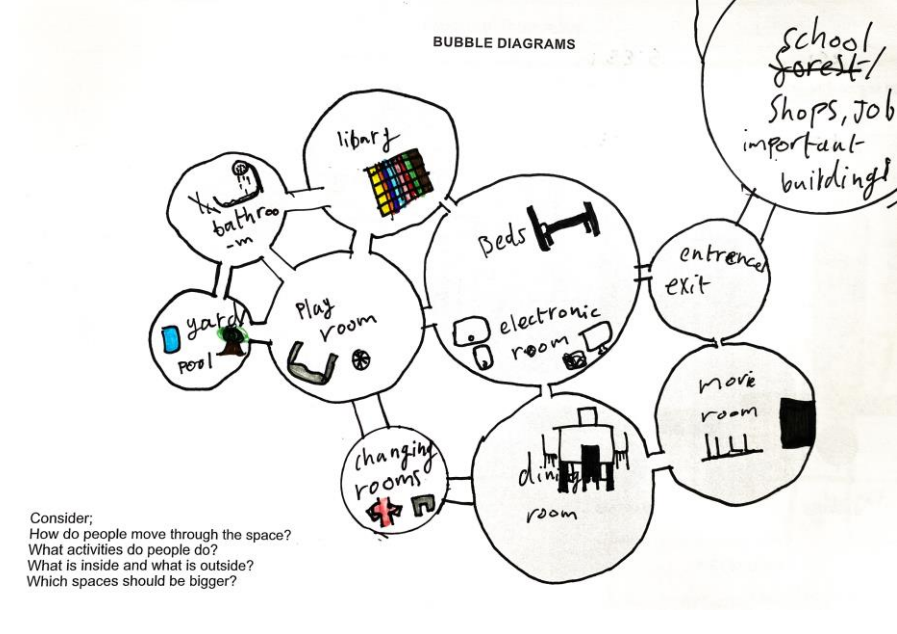 BUBBLE DIAGRAMS
school
forest/
shops, job
important
buildings
library
bathroo
-m
Beds
entrance
exit
yard/
pool
play
room
electronic
room
movie
room
changing
rooms
dining
room
Consider;
How do people move through the space?
What activities do people do?
What is inside and what is outside?
Which spaces should be bigger?